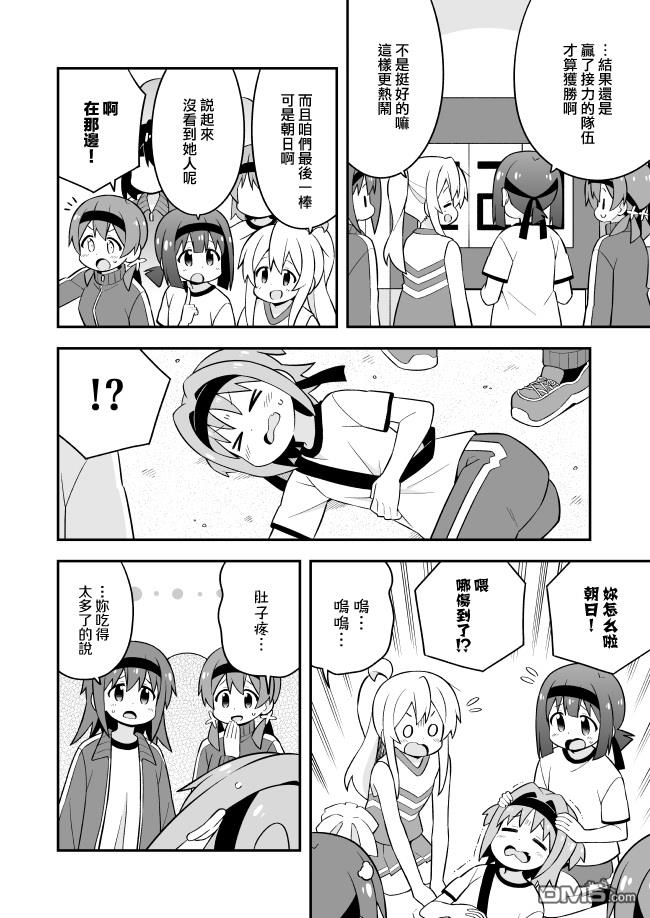 …結果還是
贏了接力的隊伍
才算獲勝啊
不是挺好的嘛
這樣更熱鬧
而且咱們最後一棒
可是朝日啊
說起來
沒看到她人呢
啊
在那邊！
!?
妳怎么啦
朝日！
喂
哪傷到了!?
嗚…
嗚嗚…
肚子疼…
…妳吃得
太多了的說